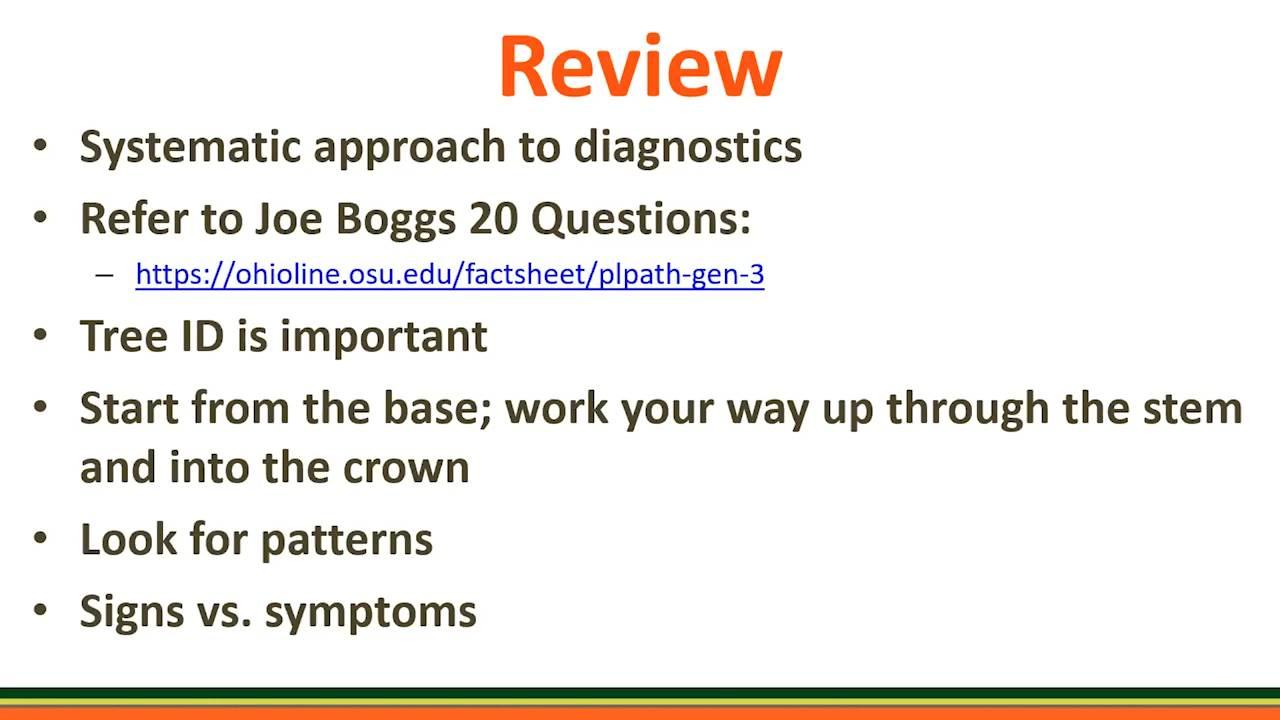 Review
• Systematic approach to diagnostics
• Refer to Joe Boggs 20 Questions:
– https://ohioline.osu.edu/factsheet/plpath-gen-3
• Tree ID is important
• Start from the base; work your way up through the stem
and into the crown
• Look for patterns
• Signs vs. symptoms